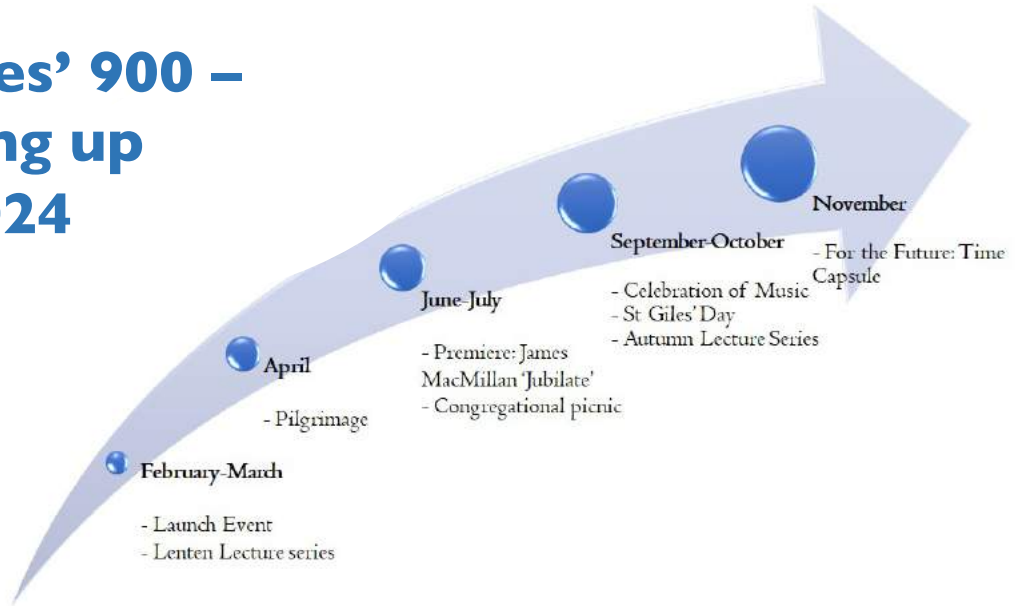 es’ 900 –
ng up
24
February-March
- Launch Event
- Lenten Lecture series
April
- Pilgrimage
June-July
- Premiere: James
MacMillan ‘Jubilate’
- Congregational picnic
September-October
- Celebration of Music
- St Giles’ Day
- Autumn Lecture Series
November
- For the Future: Time
Capsule